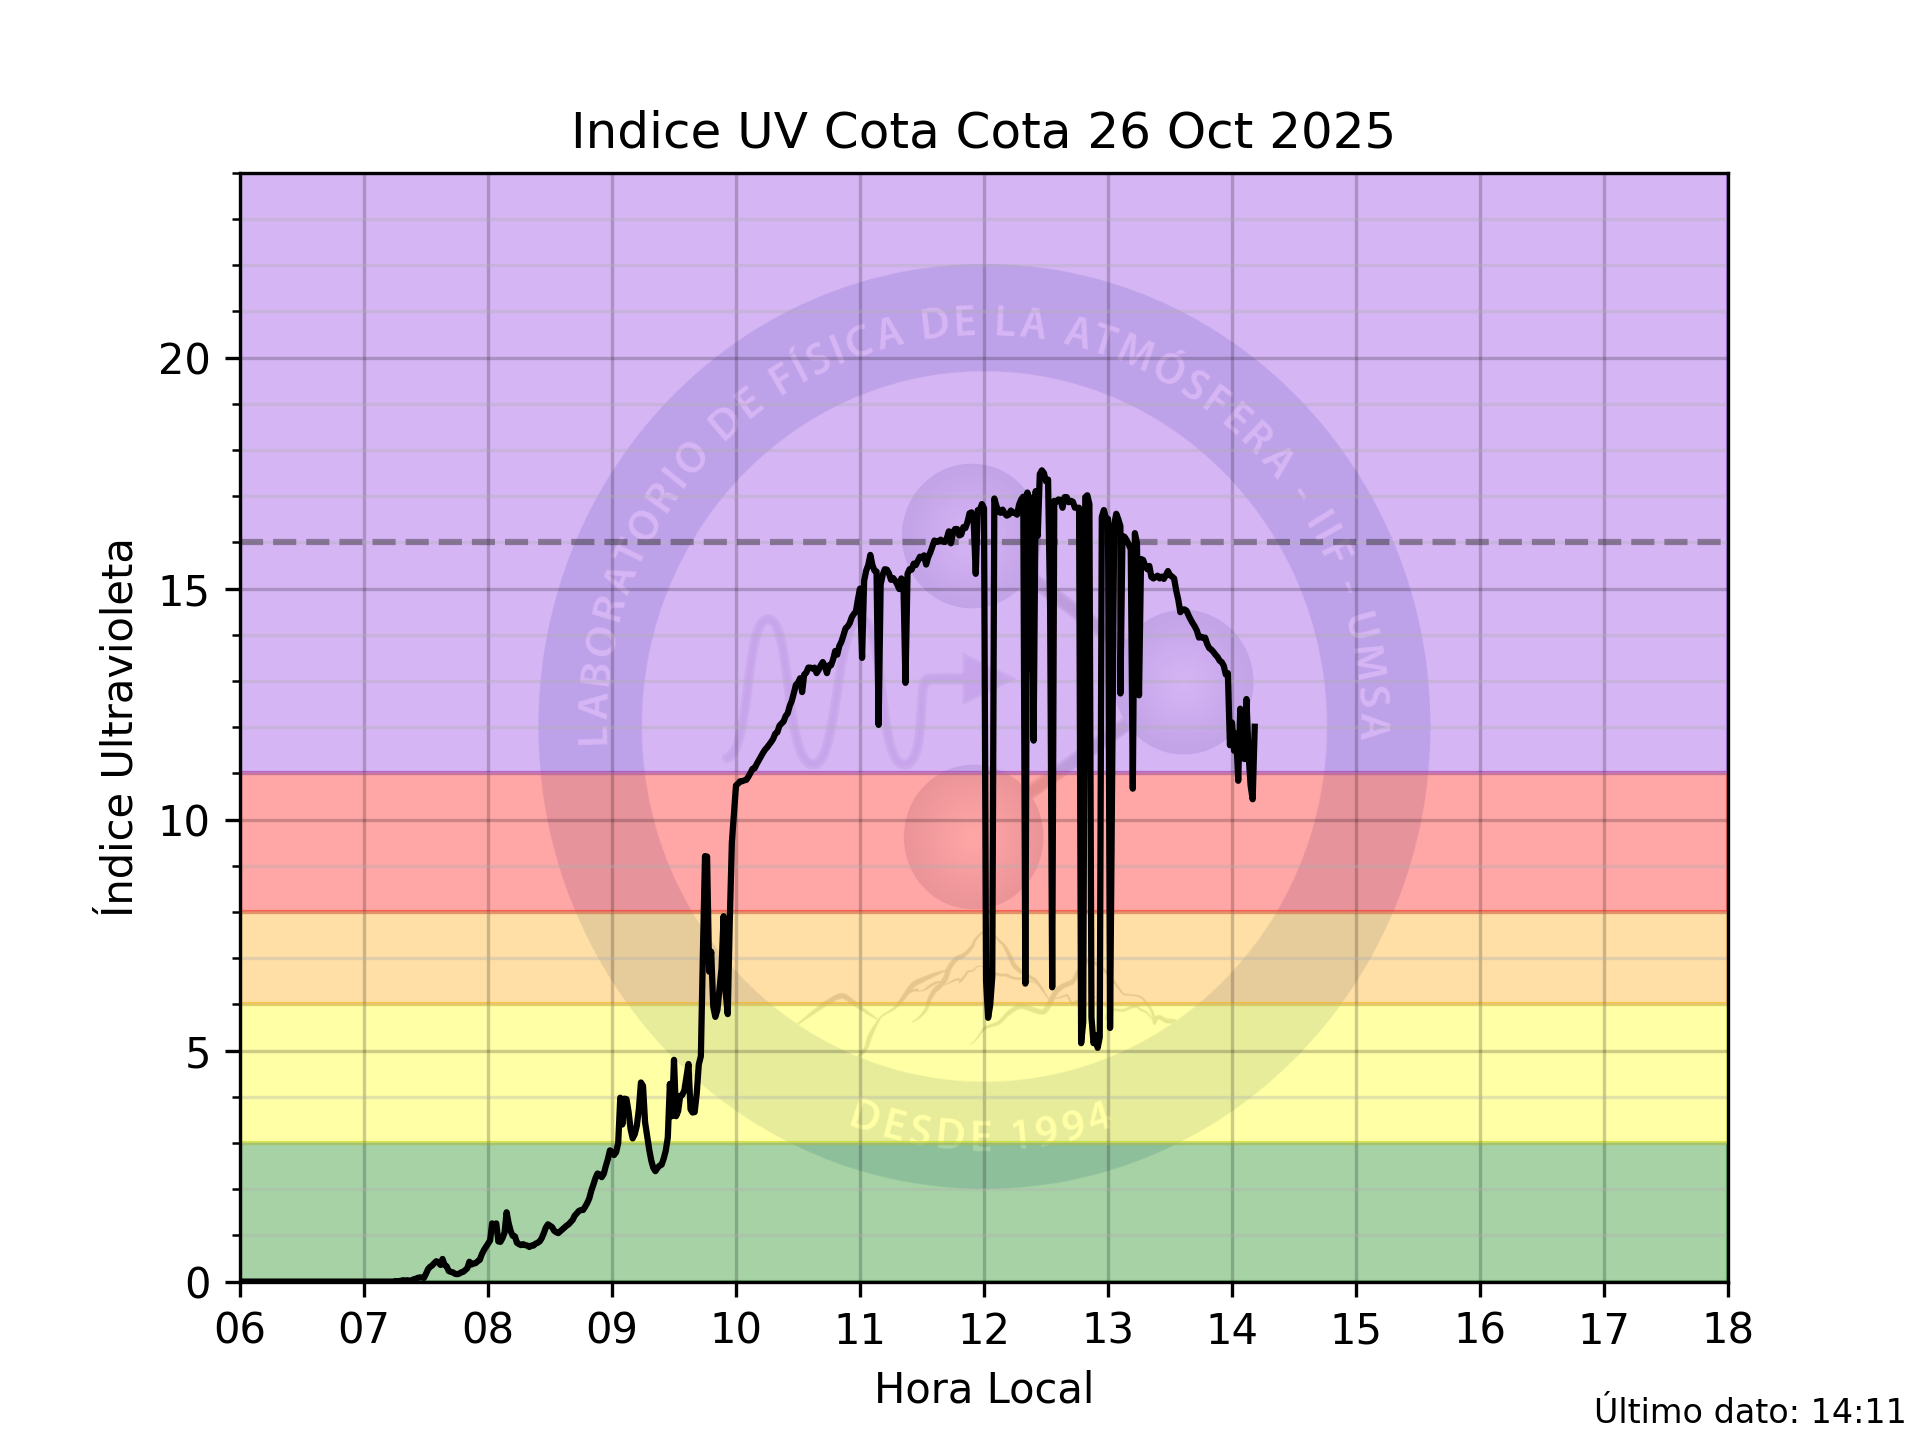 Indice UV Cota Cota 26 Oct 2025
Índice Ultravioleta
20
15
10
5
0
LABORATORIO DE FÍSICA DE LA ATMÓSFERA - IIF - UMSA
DESDE 1994
06 07 08 09 10 11 12 13 14 15 16 17 18
Hora Local
Último dato: 14:11